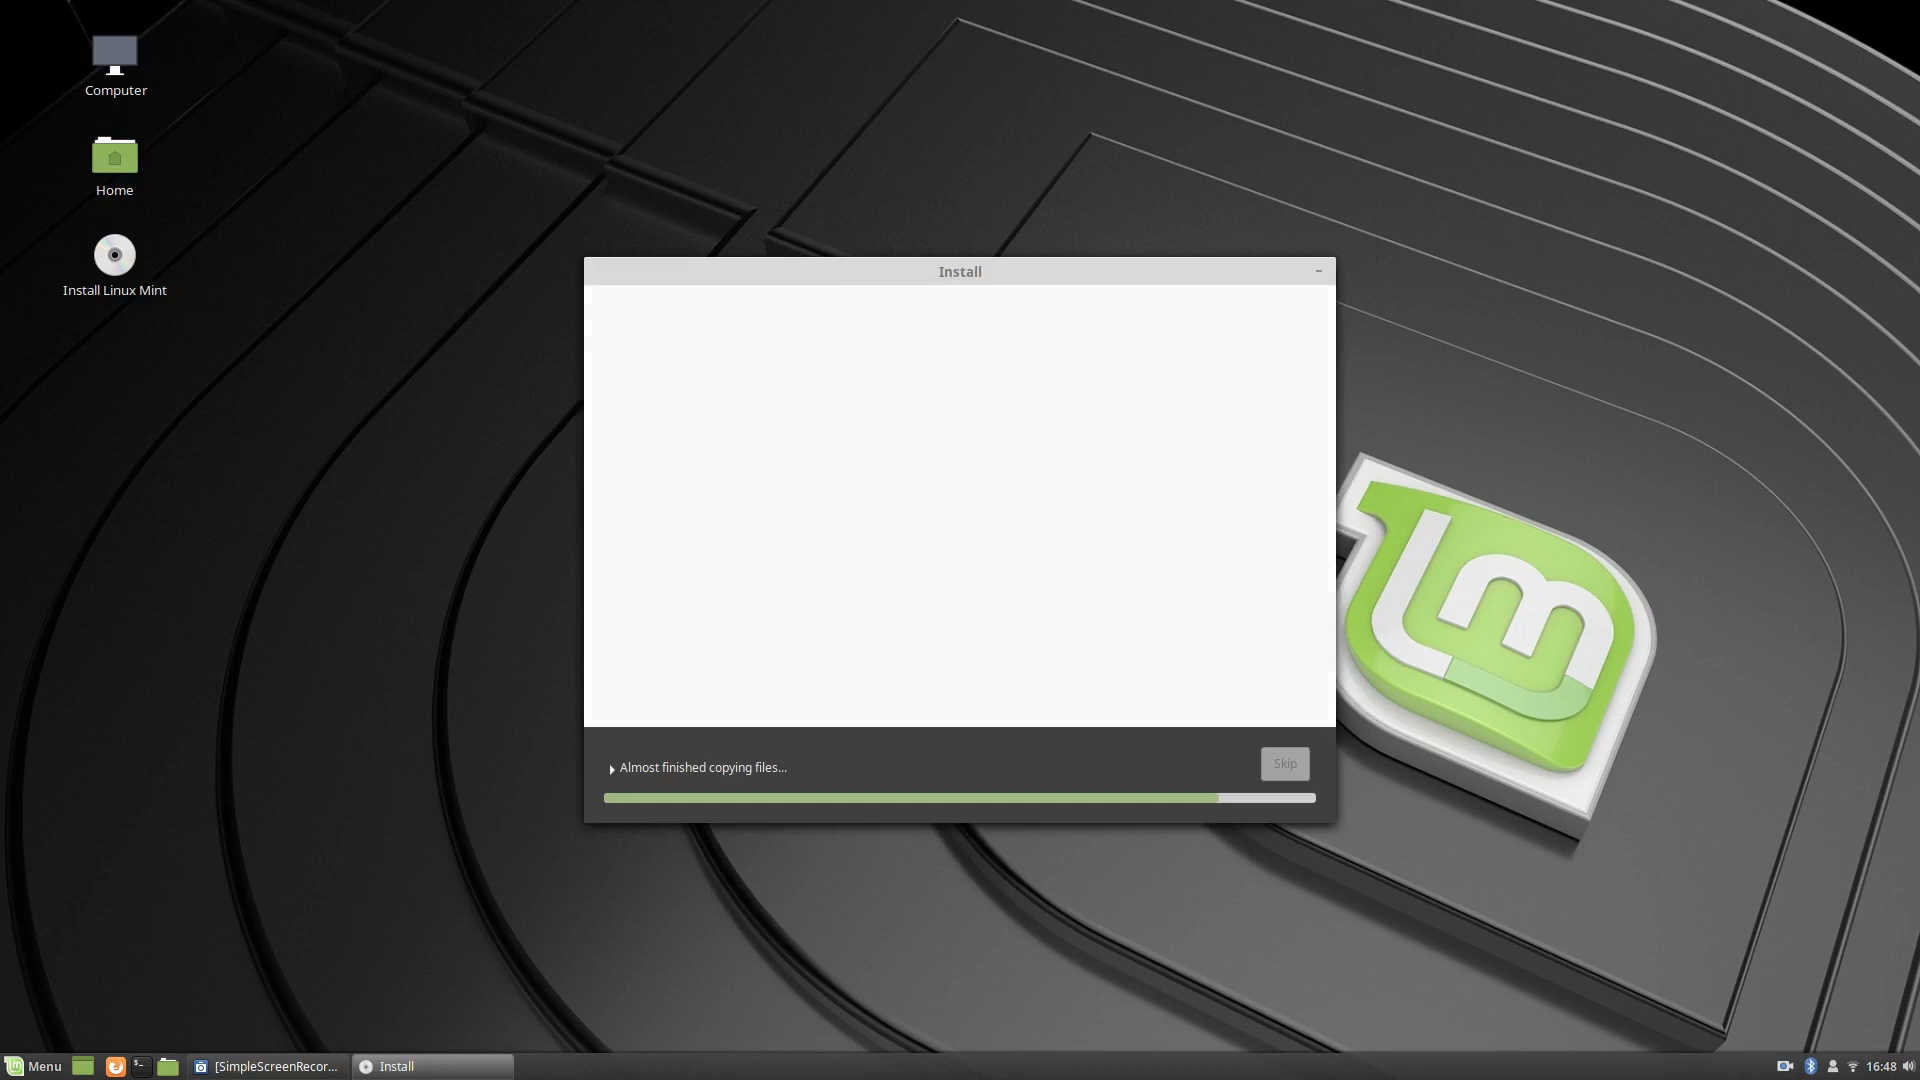 Computer
Home
Install Linux Mint
Install
Almost finished copying files...
Skip
Menu
[SimpleScreenRecor...
Install
16:48